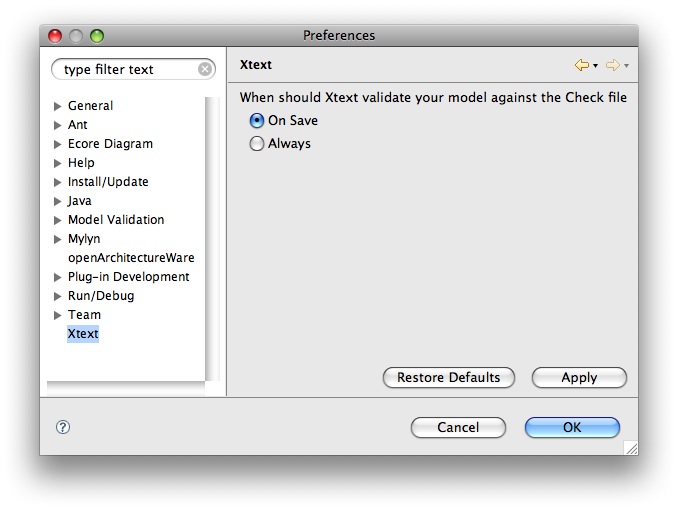 Preferences
type filter text
General
Ant
Ecore Diagram
Help
Install/Update
Java
Model Validation
Mylyn
openArchitectureWare
Plug-in Development
Run/Debug
Team
Xtext
Xtext
When should Xtext validate your model against the Check file
On Save
Always
Restore Defaults
Apply
?
Cancel
OK